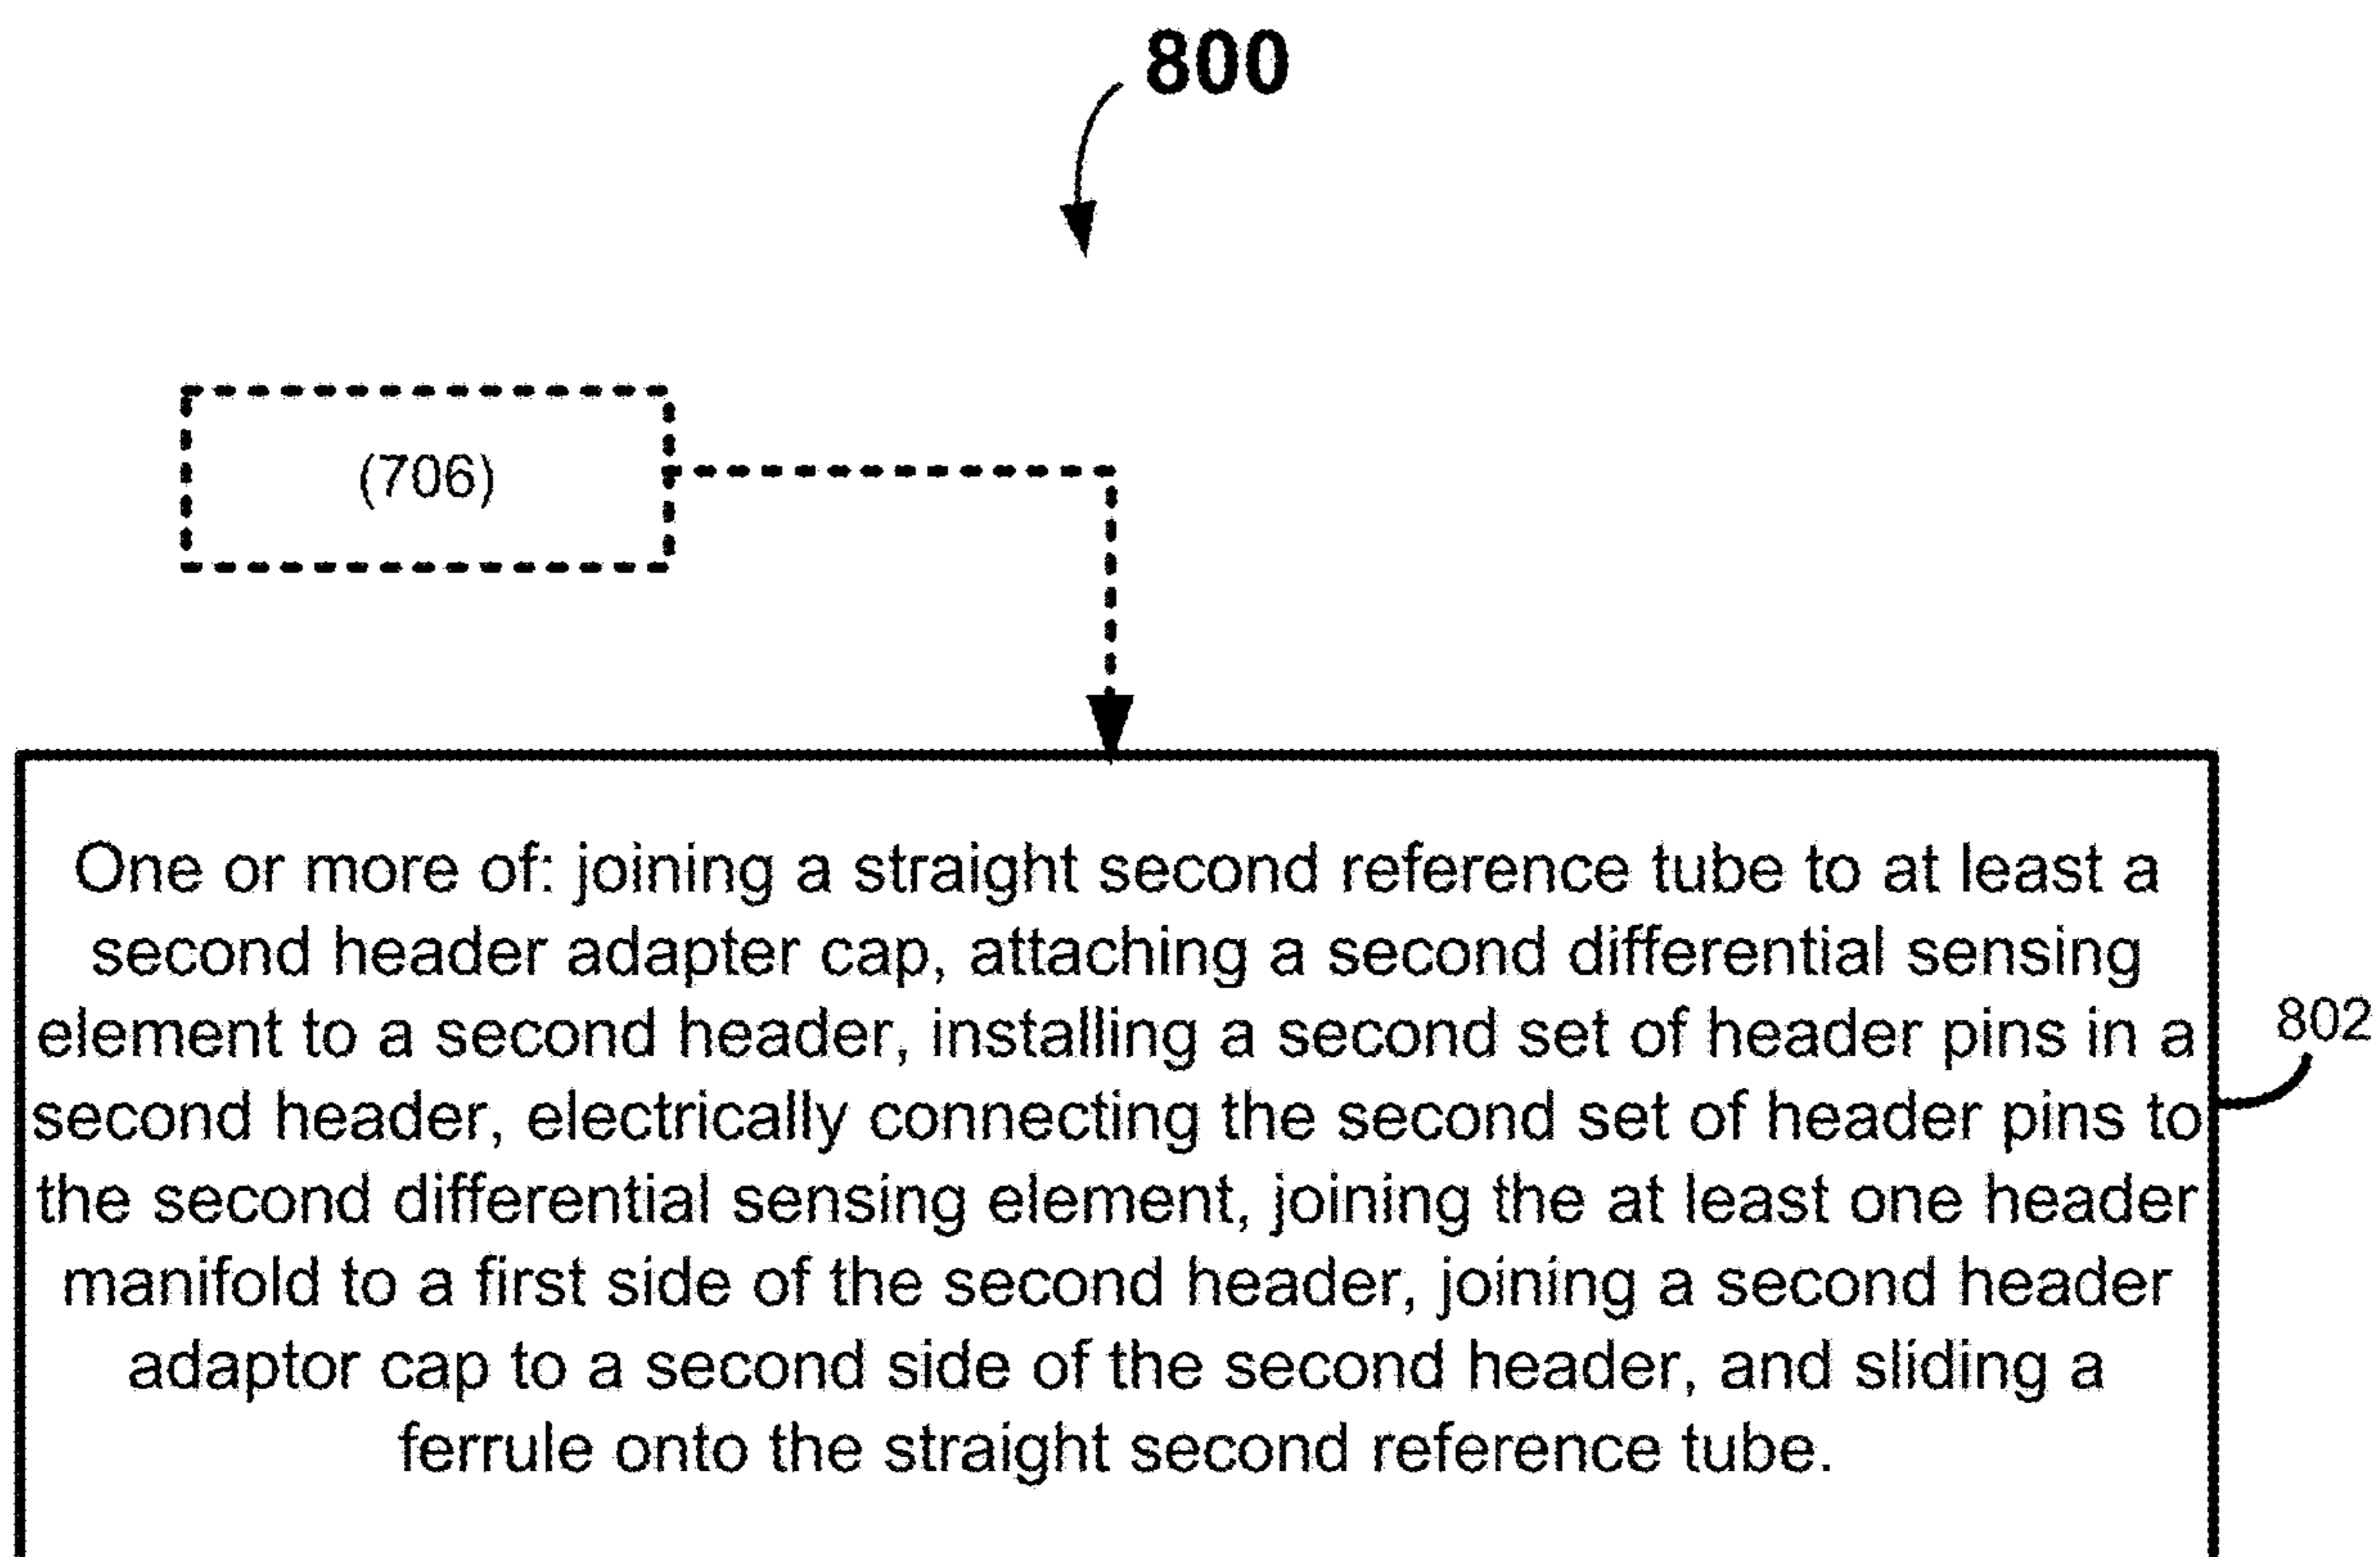 800
(706)
One or more of: joining a straight second reference tube to at least a
second header adapter cap, attaching a second differential sensing
element to a second header, installing a second set of header pins in a
802
second header, electrically connecting the second set of header pins to
the second differential sensing element, joining the at least one header
manifold to a first side of the second header, joining a second header
adaptor cap to a second side of the second header, and sliding a
ferrule onto the straight second reference tube.